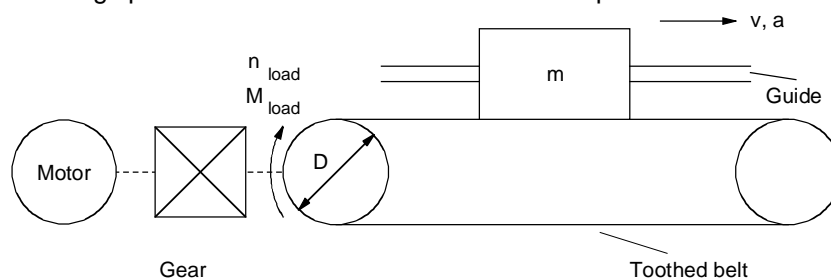 v, a
n load
M load
m
Guide
Motor
D
Gear
Toothed belt